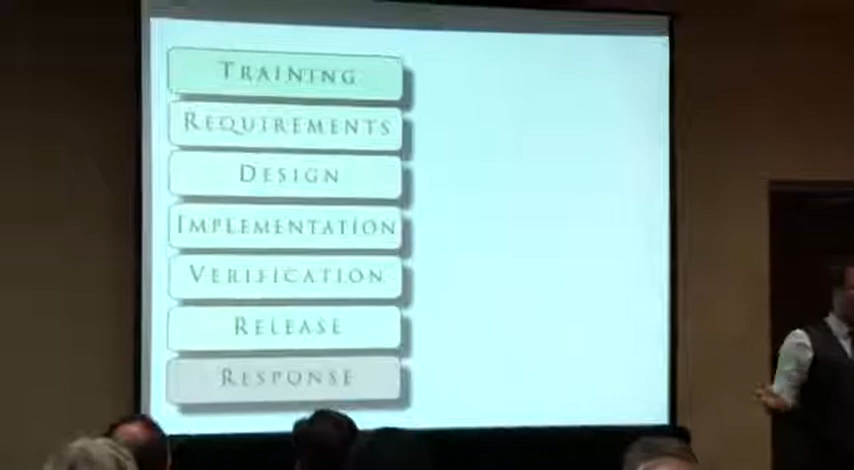 TRAINING
REQUIREMENTS
DESIGN
IMPLEMENTATION
VERIFICATION
RELEASE
RESPONSE